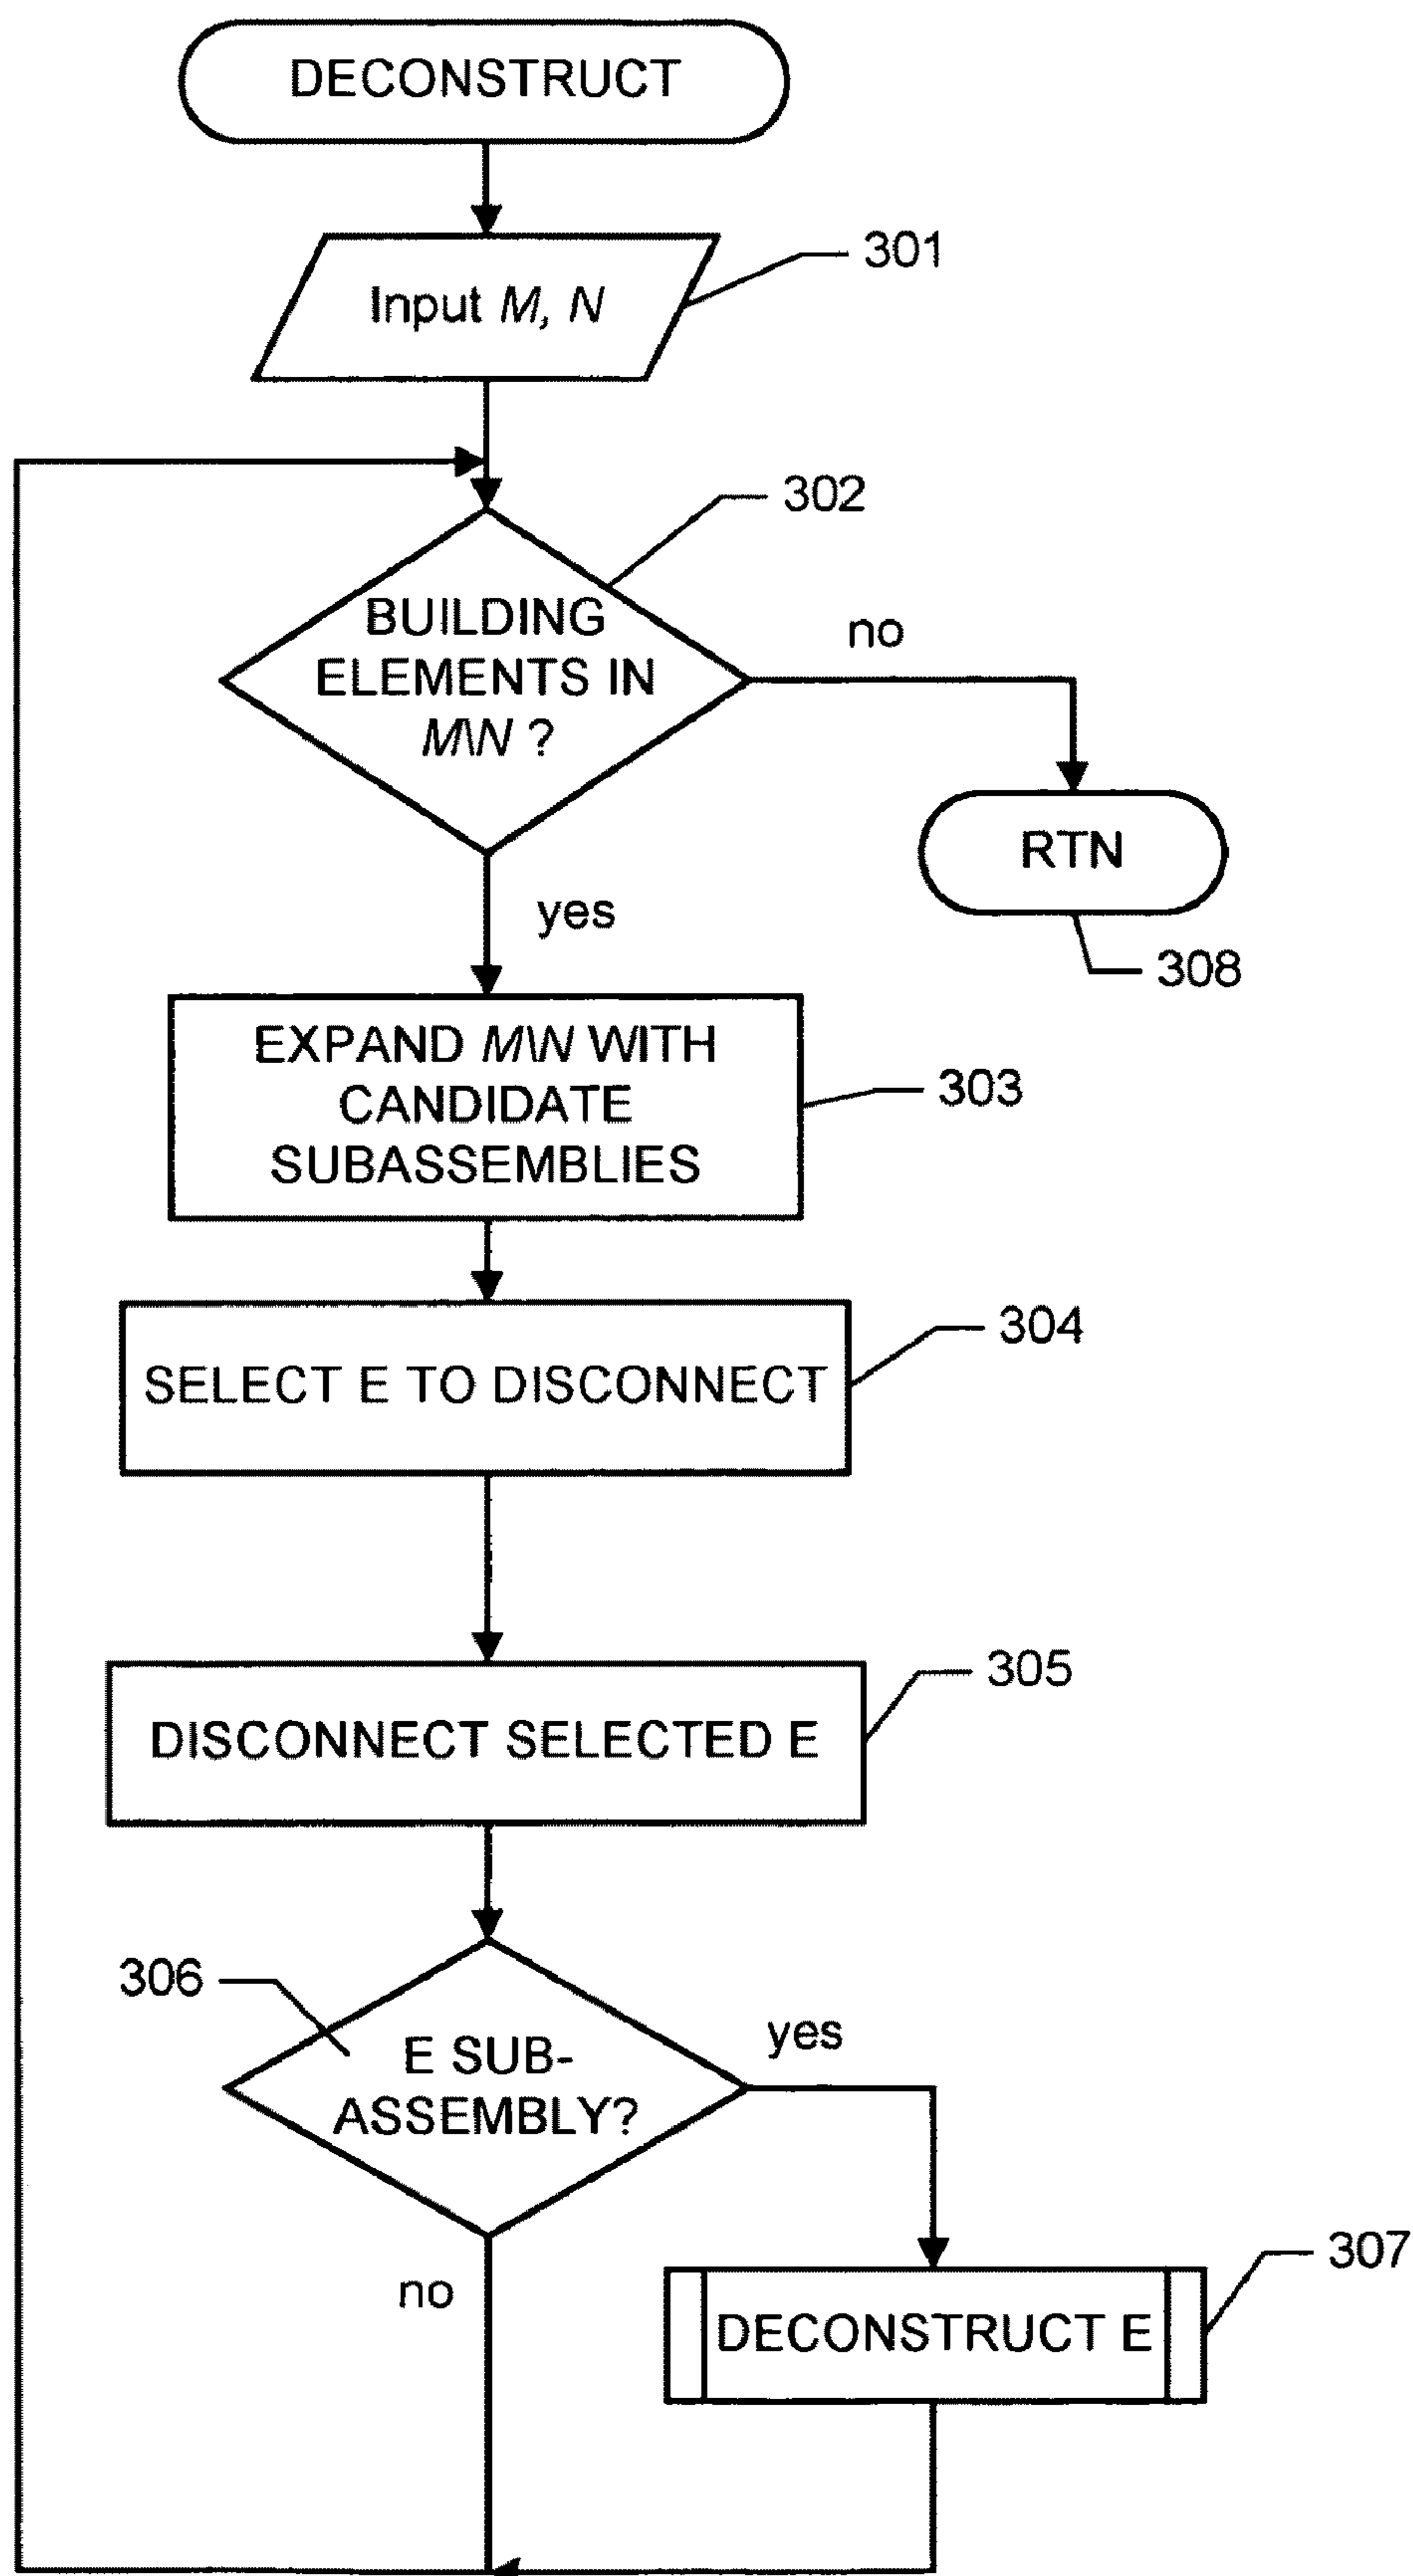 DECONSTRUCT
Input M, N
301
302
BUILDING
ELEMENTS IN
M\N ?
no
yes
RTN
308
EXPAND M\N WITH
CANDIDATE
SUBASSEMBLIES
303
SELECT E TO DISCONNECT
304
DISCONNECT SELECTED E
305
306
E SUB-
ASSEMBLY?
yes
no
DECONSTRUCT E
307